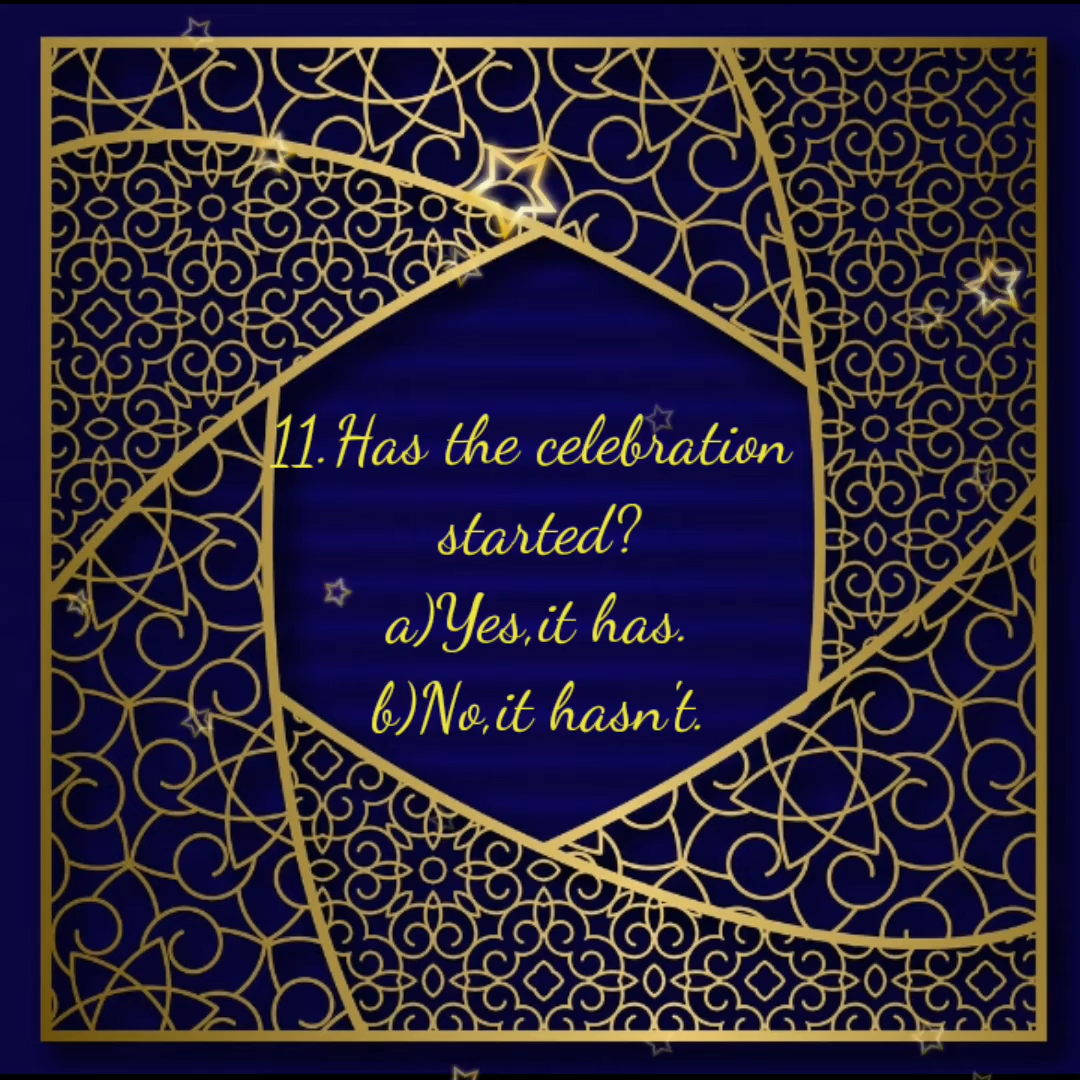 11.Has the celebration
started?
a)Yes,it has.
b)No,it hasn't.